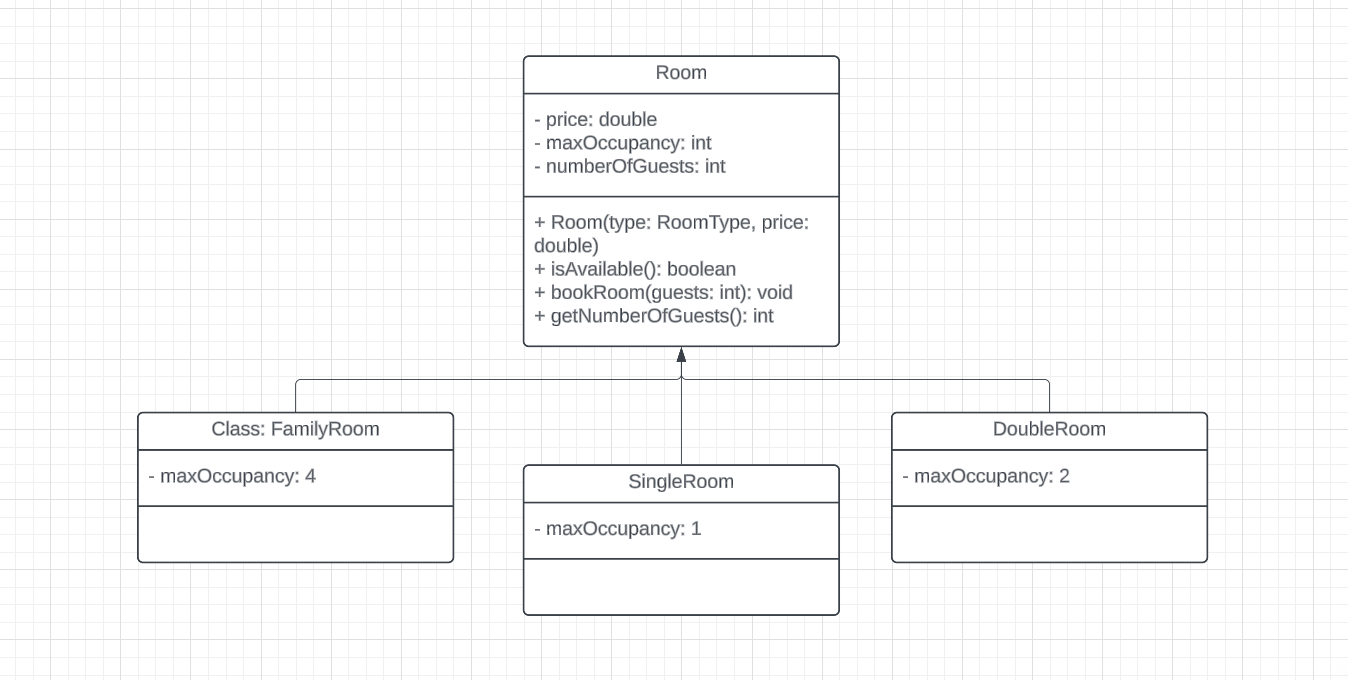 Room
- price: double
- maxOccupancy: int
- numberOfGuests: int
+ Room(type: RoomType, price:
double)
+ isAvailable(): boolean
+ bookRoom(guests: int): void
+ getNumberOfGuests(): int
Class: FamilyRoom
- maxOccupancy: 4
SingleRoom
- maxOccupancy: 1
DoubleRoom
- maxOccupancy: 2